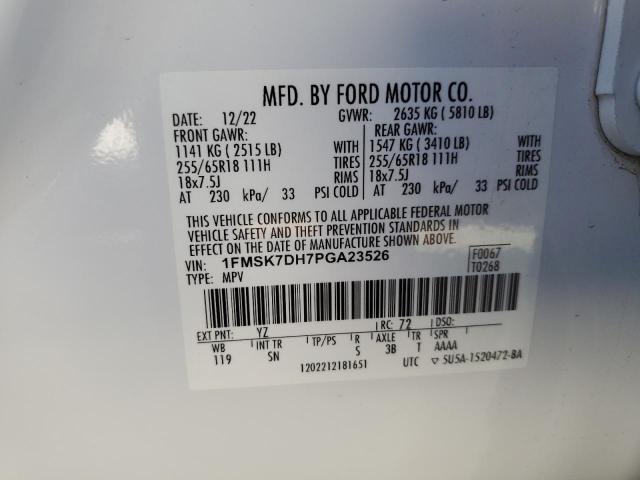 MFD. BY FORD MOTOR CO.
DATE: 12/22 GVWR: 2635 KG ( 5810 LB)
FRONT GAWR: REAR GAWR:
1141 KG ( 2515 LB) WITH 1547 KG ( 3410 LB) WITH
255/65R18 111H TIRES 255/65R18 111H TIRES
18x7.5J RIMS 18x7.5J RIMS
AT 230 kPa/ 33 PSI COLD AT 230 kPa/ 33 PSI COLD
THIS VEHICLE CONFORMS TO ALL APPLICABLE FEDERAL MOTOR
VEHICLE SAFETY AND THEFT PREVENTION STANDARDS
IN EFFECT ON THE DATE OF MANUFACTURE SHOWN ABOVE.
VIN: 1FMSK7DH7PGA23526 F0067
TYPE: MPV T0268
EXT PNT: YZ RC: 72 DSO:
WB INT TR TP/PS R AXLE TR SPR
119 SN S 3B T AAAA
1202212181651 UTC ▽ 5U5A-1520472-BA